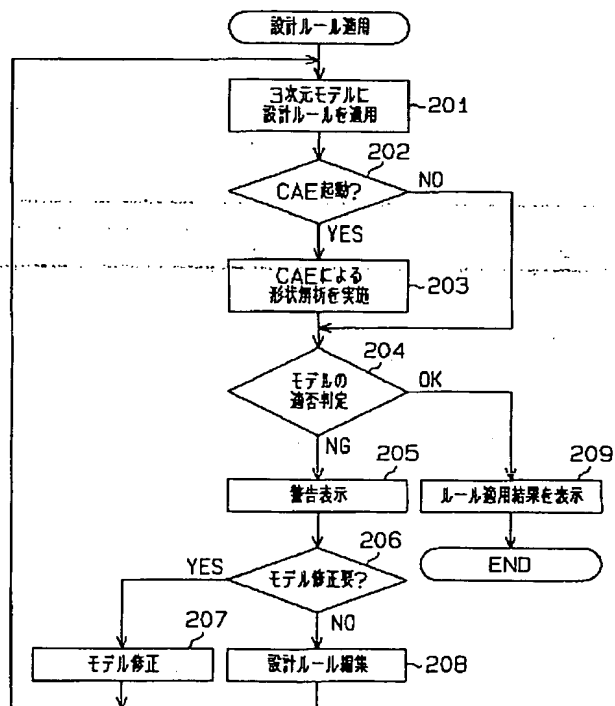 設計ルール適用
3次元モデルに
設計ルールを適用
201
202
CAE起動?
NO
YES
CAEによる
形状解析を実施
203
204
モデルの
適否判定
OK
NG
205
209
警告表示
ルール適用結果を表示
206
END
YES
モデル修正要?
207
NO
モデル修正
設計ルール編集
208